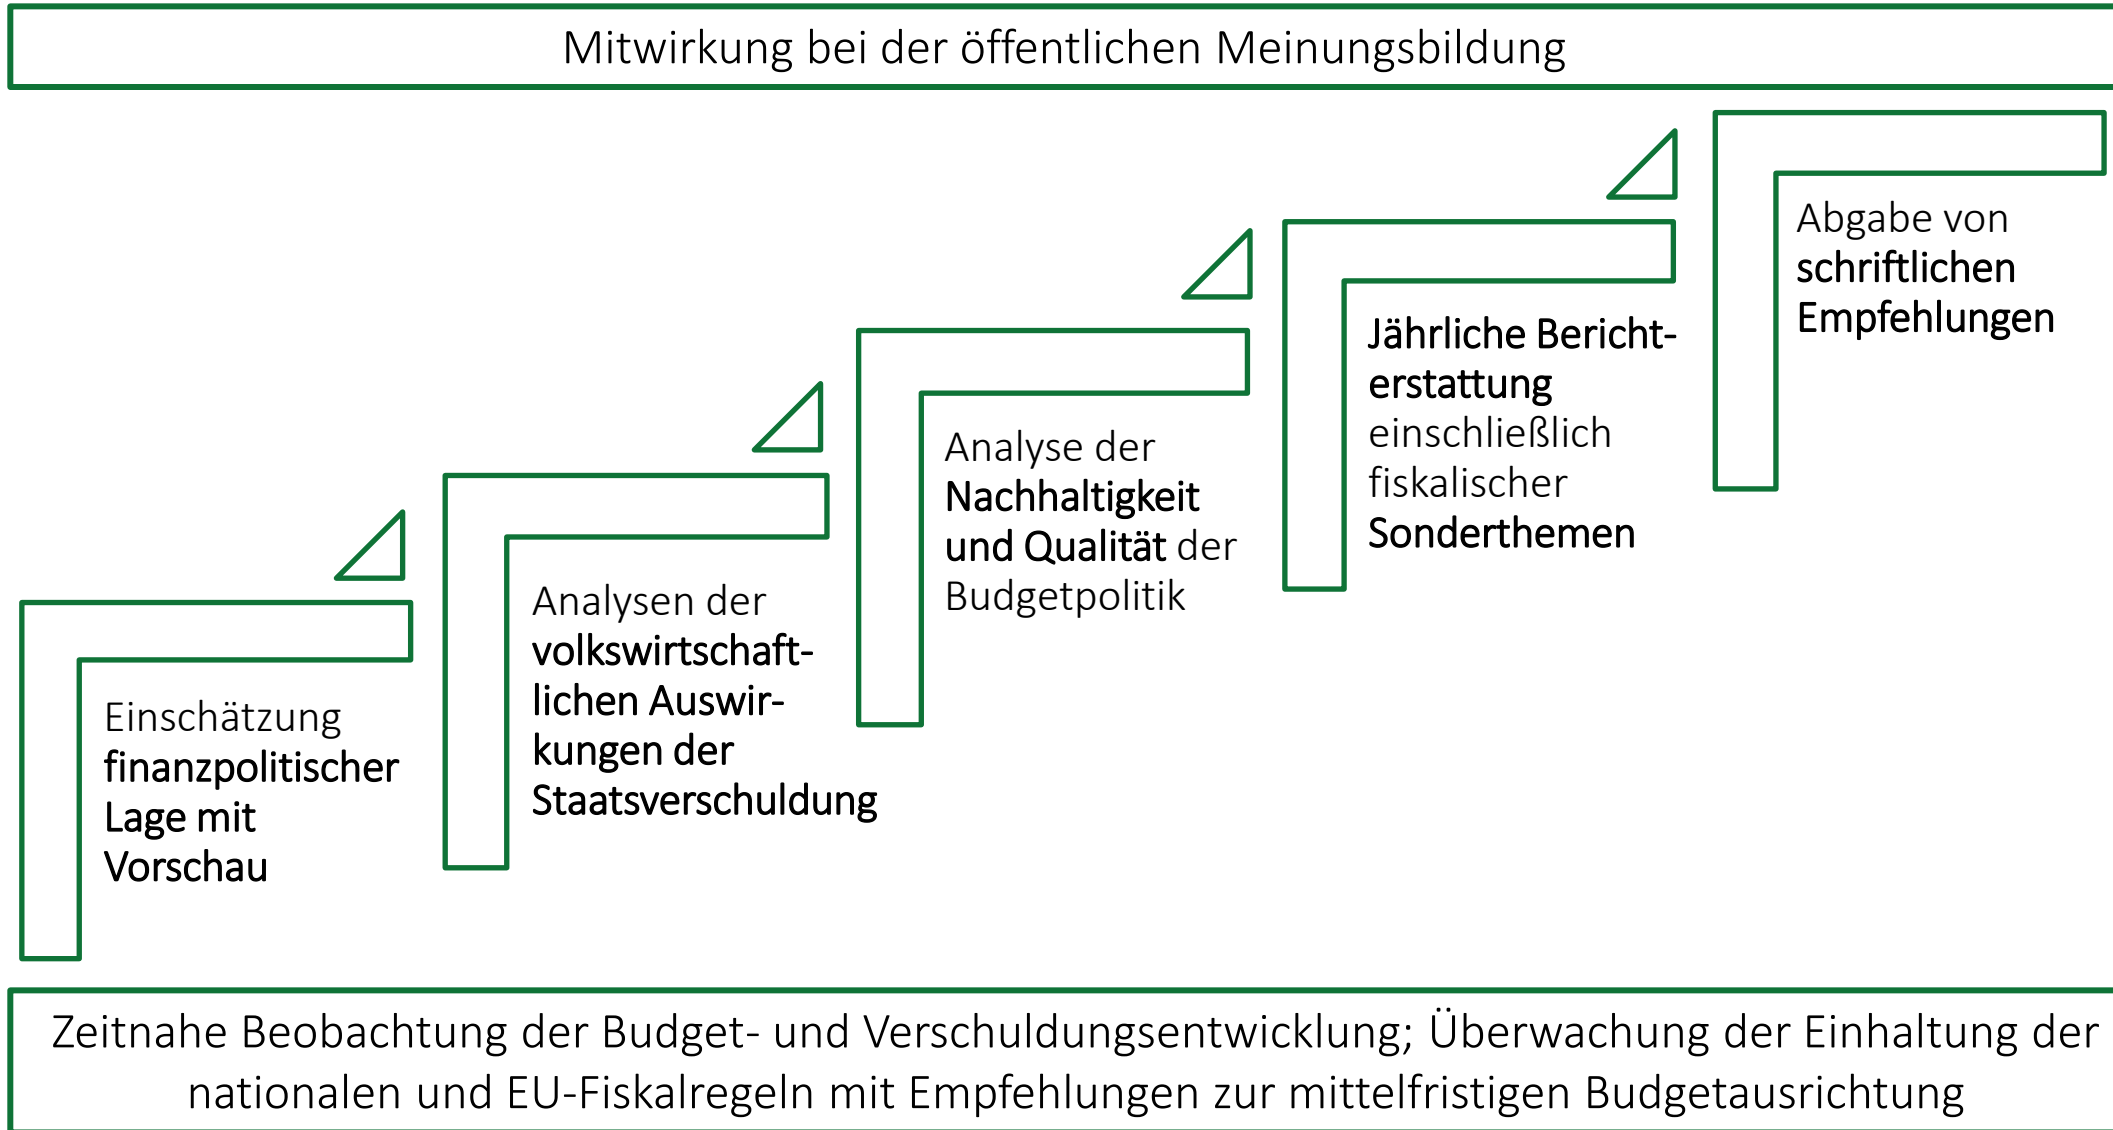 Mitwirkung bei der öffentlichen Meinungsbildung
Einschätzung
finanzpolitischer
Lage mit
Vorschau
Analysen der
volkswirtschaft-
lichen Auswir-
kungen der
Staatsverschuldung
Analyse der
Nachhaltigkeit
und Qualität der
Budgetpolitik
Jährliche Bericht-
erstattung
einschließlich
fiskalischer
Sonderthemen
Abgabe von
schriftlichen
Empfehlungen
Zeitnahe Beobachtung der Budget- und Verschuldungsentwicklung; Überwachung der Einhaltung der
nationalen und EU-Fiskalregeln mit Empfehlungen zur mittelfristigen Budgetausrichtung